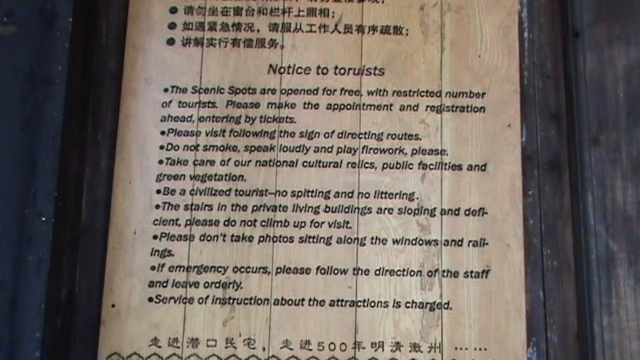 ● 请勿坐在窗台和栏杆上照相；
● 如遇紧急情况，请服从工作人员有序疏散；
● 讲解实行有偿服务。
Notice to toruists
●The Scenic Spots are opened for free, with restricted number
of tourists. Please make the appointment and registration
ahead, entering by tickets.
●Please visit following the sign of directing routes.
●Do not smoke, speak loudly and play firework, please.
●Take care of our national cultural relics, public facilities and
green vegetation.
●Be a civilized tourist—no spitting and no littering.
●The stairs in the private living buildings are sloping and defi-
cient, please do not climb up for visit.
●Please don't take photos sitting along the windows and rail-
ings.
●If emergency occurs, please follow the direction of the staff
and leave orderly.
●Service of instruction about the attractions is charged.
走进潜口民宅，走进500年明清徽州 ……